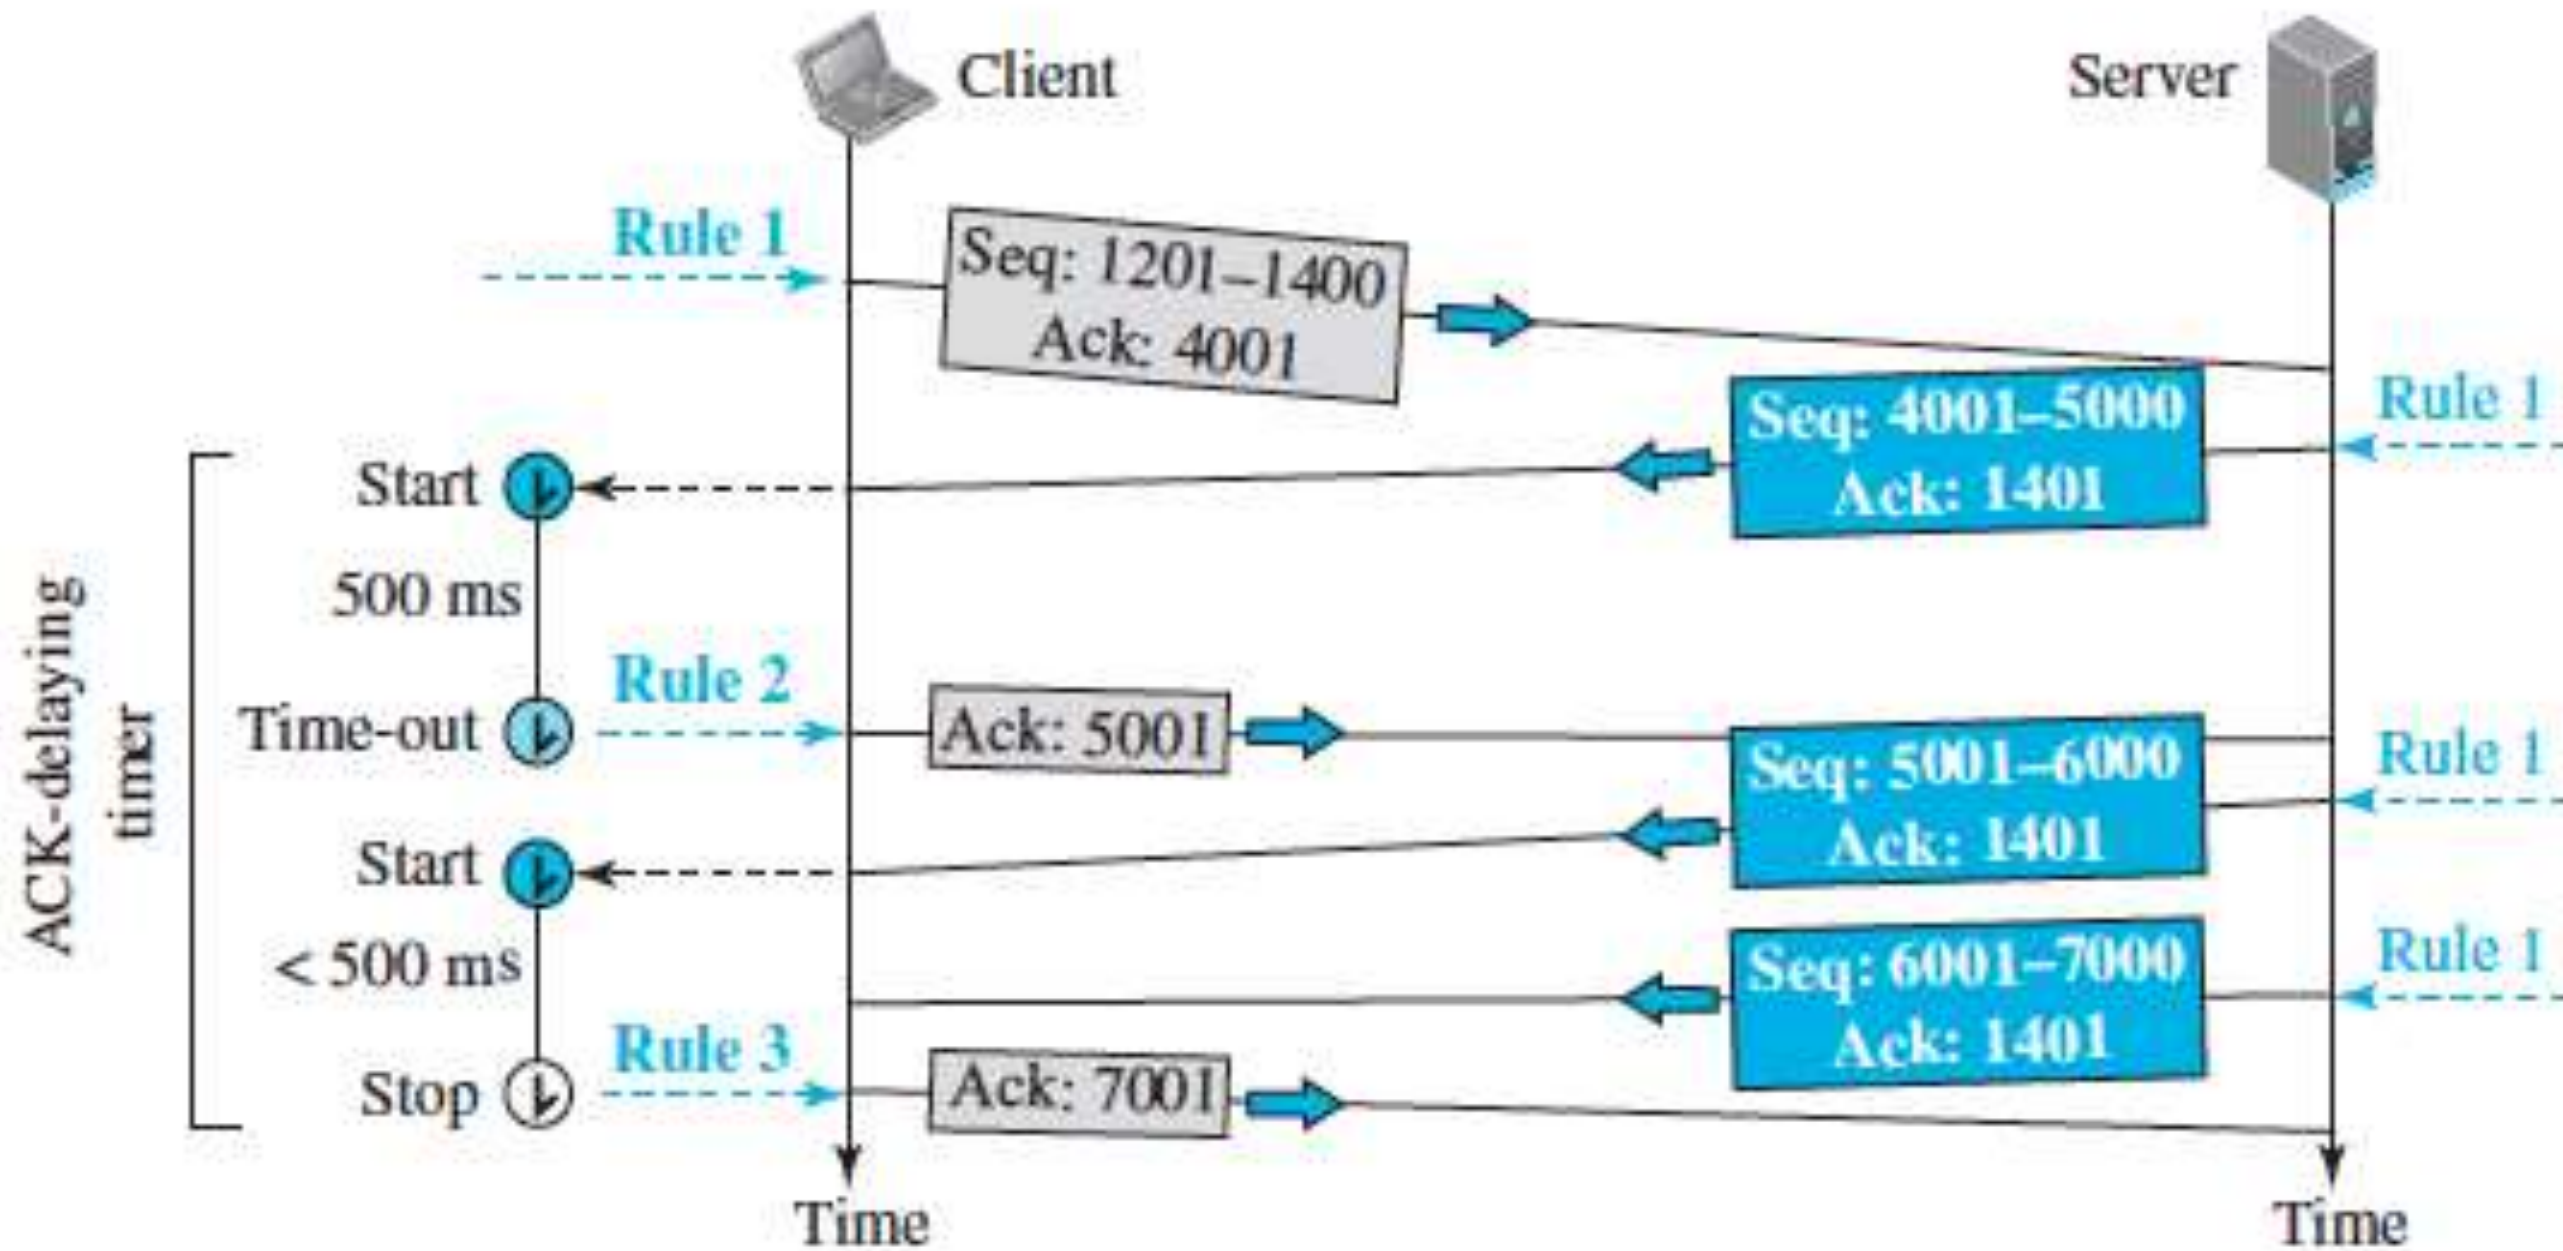 Client
Server
Rule 1
Seq: 1201–1400
Ack: 4001
Rule 1
Seq: 4001–5000
Ack: 1401
Start
500 ms
ACK-delaying
timer
Rule 2
Time-out
Ack: 5001
Rule 1
Seq: 5001–6000
Ack: 1401
Start
< 500 ms
Rule 1
Seq: 6001–7000
Ack: 1401
Rule 3
Stop
Ack: 7001
Time
Time